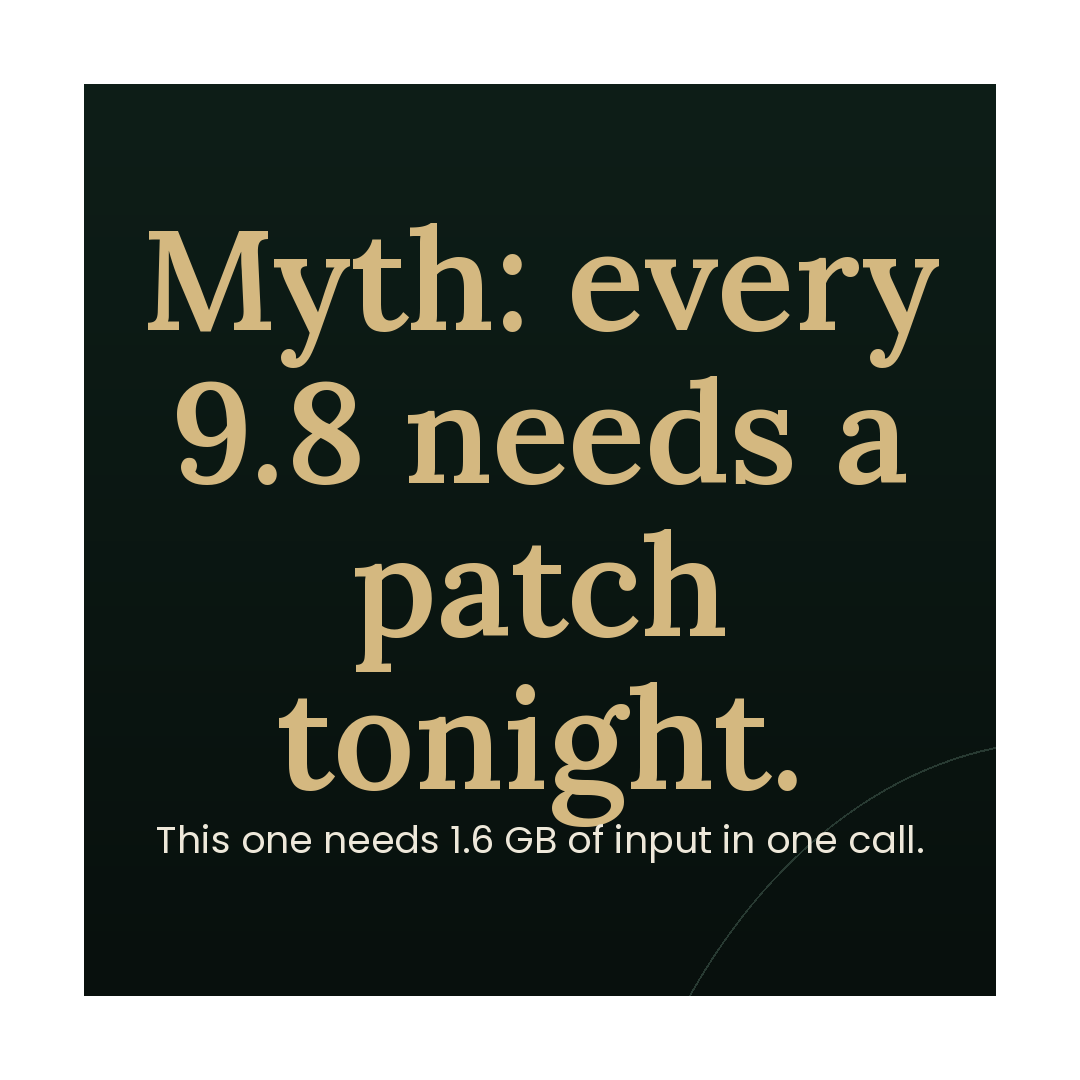 Myth: every
9.8 needs a
patch
tonight.
This one needs 1.6 GB of input in one call.